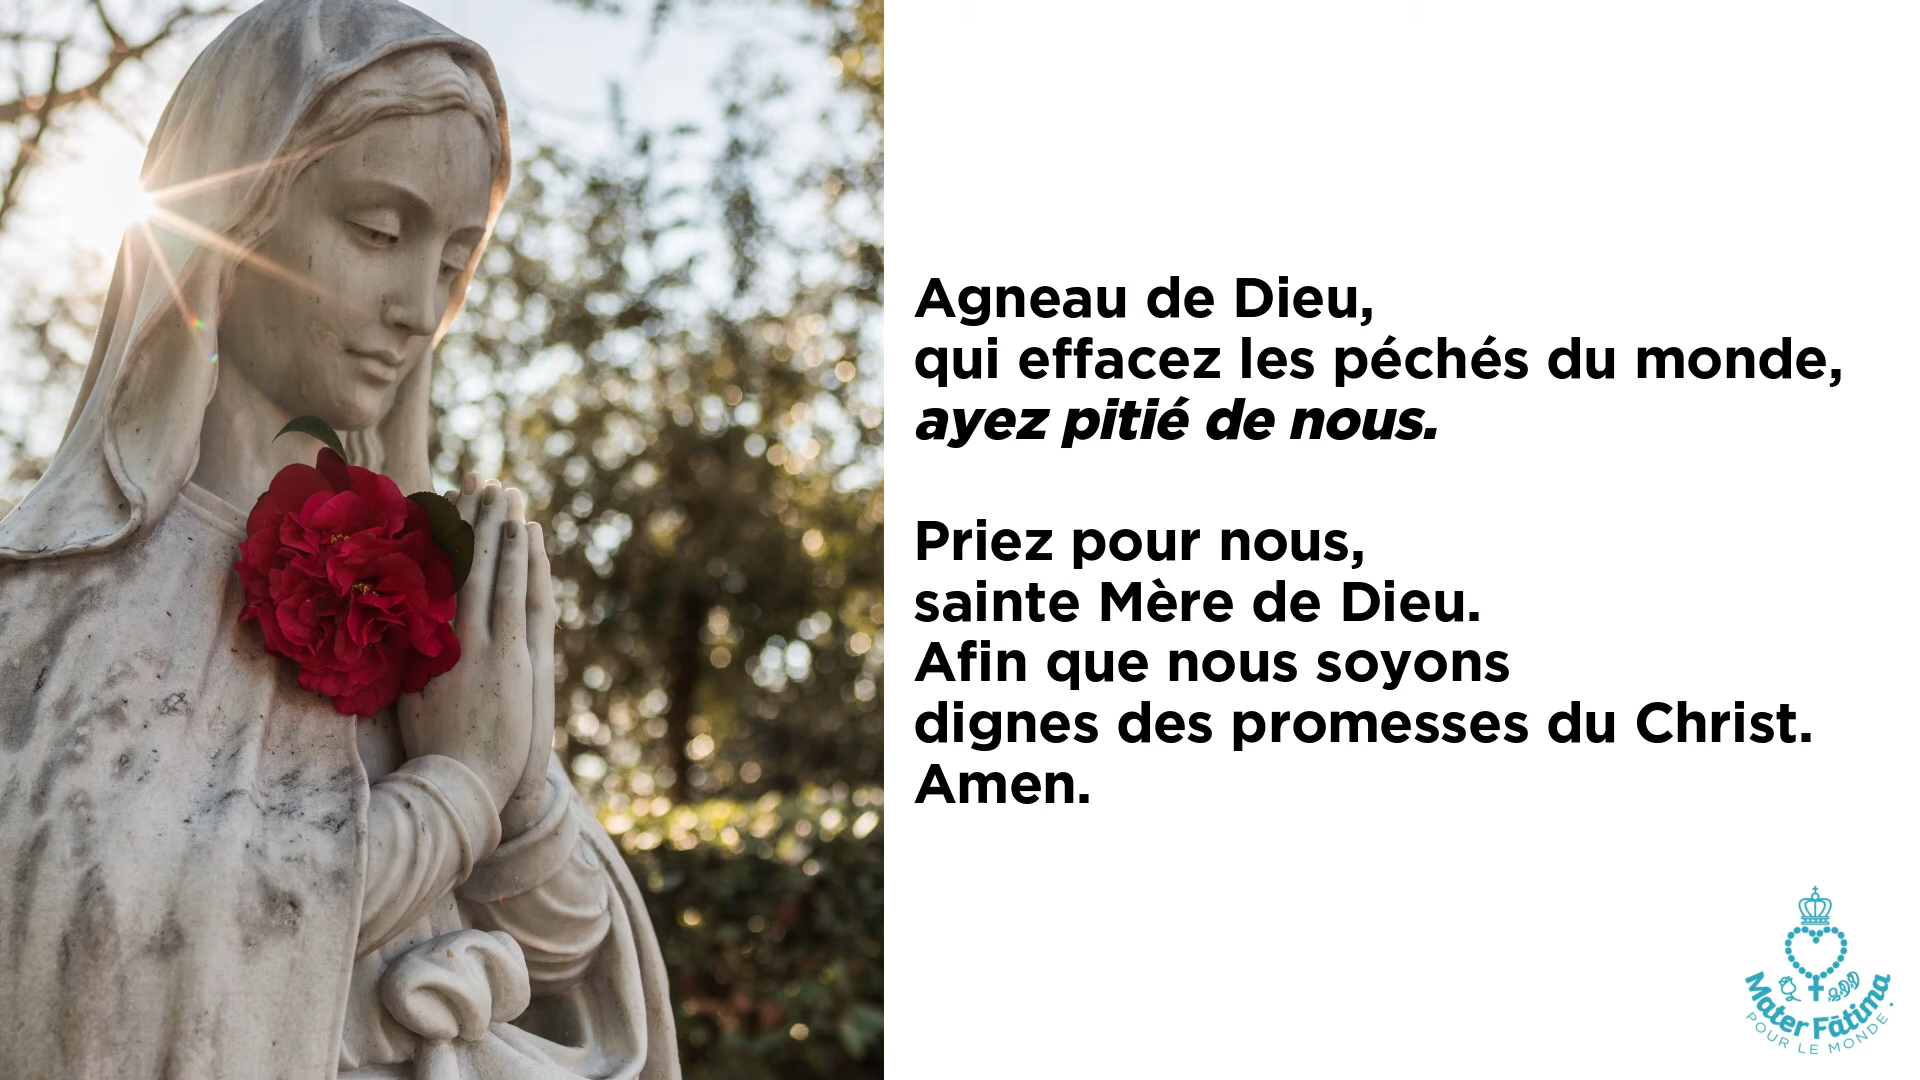 Agneau de Dieu,
qui effacez les péchés du monde,
ayez pitié de nous.
Priez pour nous,
sainte Mère de Dieu.
Afin que nous soyons
dignes des promesses du Christ.
Amen.
Mater Fātima
POUR LE MONDE